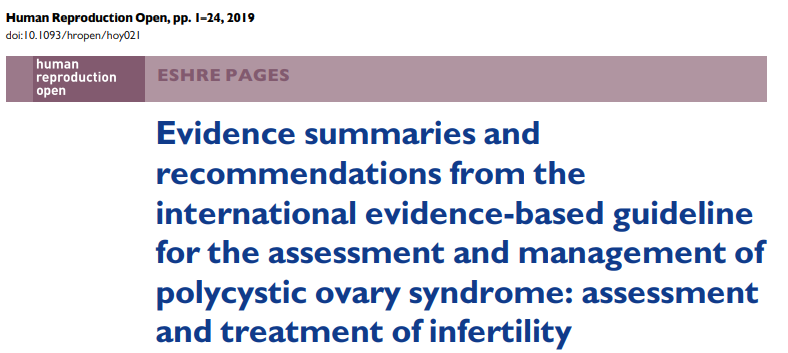 Human Reproduction Open, pp. 1–24, 2019
doi:10.1093/hropen/hoy021
human
reproduction
open
ESHRE PAGES
Evidence summaries and
recommendations from the
international evidence-based guideline
for the assessment and management of
polycystic ovary syndrome: assessment
and treatment of infertility